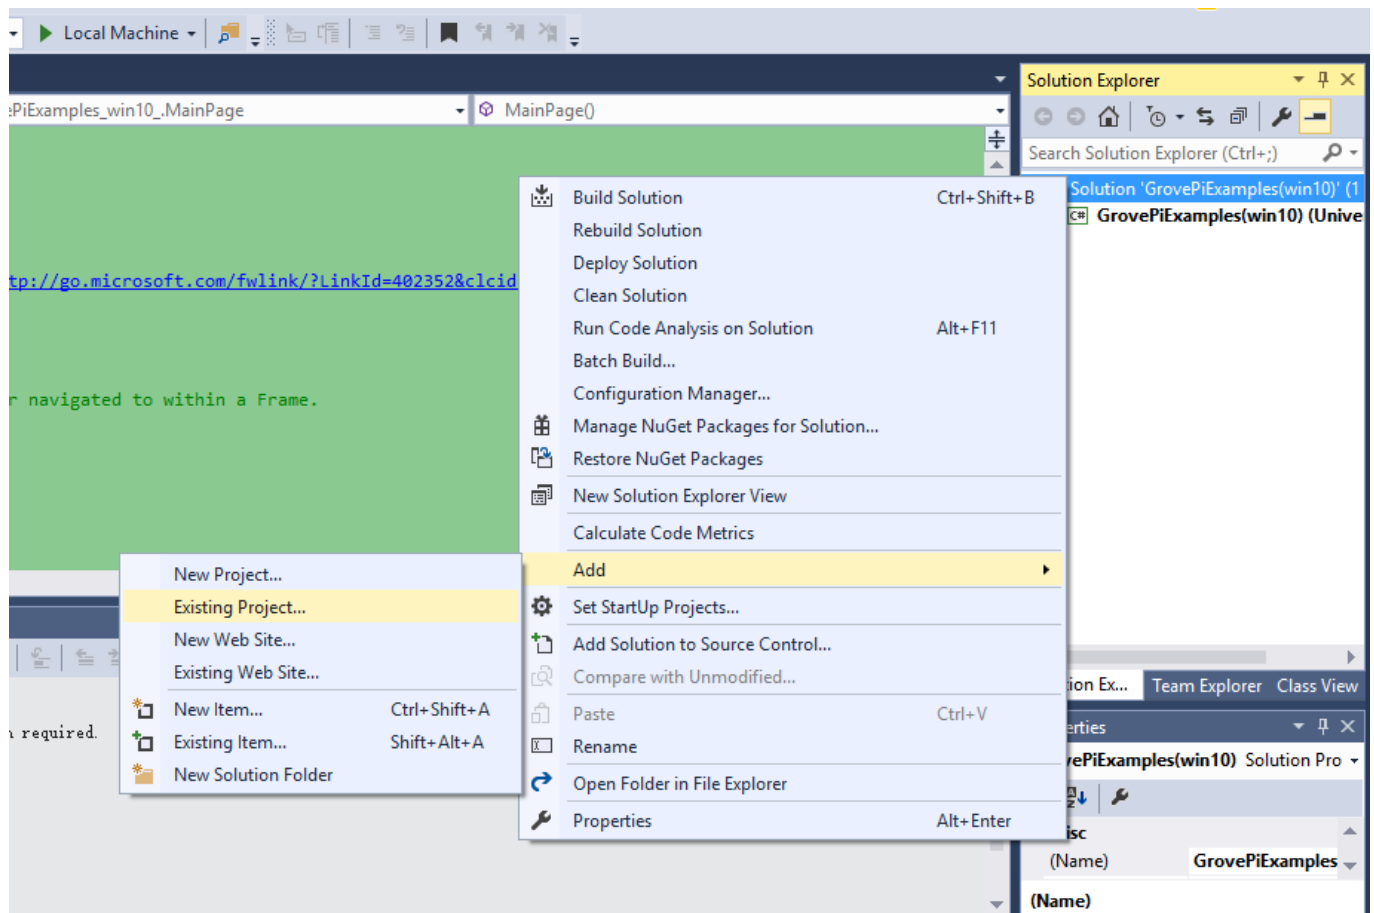 Local Machine
Solution Explorer
ePiExamples_win10_.MainPage
MainPage()
Search Solution Explorer (Ctrl+;)
Solution 'GrovePiExamples(win10)' (1
C# GrovePiExamples(win10) (Unive
tp://go.microsoft.com/fwlink/?LinkId=402352&clcid
r navigated to within a Frame.
Build Solution Ctrl+Shift+B
Rebuild Solution
Deploy Solution
Clean Solution
Run Code Analysis on Solution Alt+F11
Batch Build...
Configuration Manager...
Manage NuGet Packages for Solution...
Restore NuGet Packages
New Solution Explorer View
Calculate Code Metrics
Add
Set StartUp Projects...
Add Solution to Source Control...
Compare with Unmodified...
Paste Ctrl+V
Rename
Open Folder in File Explorer
Properties Alt+Enter
New Project...
Existing Project...
New Web Site...
Existing Web Site...
New Item... Ctrl+Shift+A
Existing Item... Shift+Alt+A
New Solution Folder
required.
ion Ex... Team Explorer Class View
erties
vePiExamples(win10) Solution Pro
isc
(Name) GrovePiExamples
(Name)